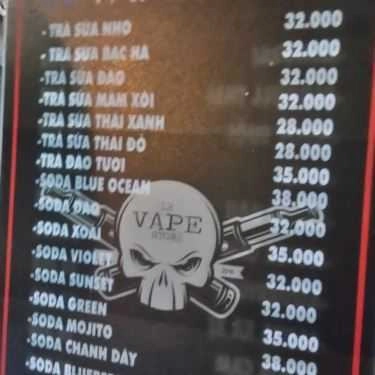 -TRÀ SỮA NHO 32.000
-TRÀ SỮA BẠC HÀ 32.000
-TRÀ SỮA ĐÀO 32.000
-TRÀ SỮA MÂM XÔI 32.000
-TRÀ SỮA THÁI XANH 28.000
-TRÀ SỮA THÁI ĐỎ 28.000
-TRÀ ĐÀO TƯƠI 35.000
-SODA BLUE OCEAN 38.000
-SODA ĐÀO 32.000
-SODA XOÀI 35.000
-SODA VIOLET 32.000
-SODA SUNSET 32.000
-SODA GREEN 35.000
-SODA MOJITO 38.000
-SODA CHANH DÂY
-SODA
VAPE
STORE